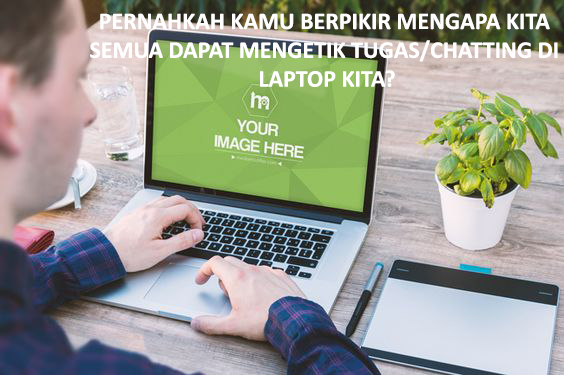 PERNAHKAH KAMU BERPIKIR MENGAPA KITA
SEMUA DAPAT MENGETIK TUGAS/CHATTING DI
LAPTOP KITA?
m
YOUR
IMAGE HERE